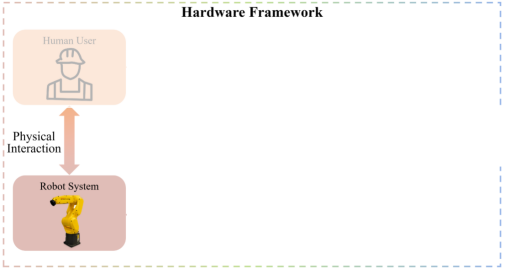 Hardware Framework
Human User
Physical
Interaction
Robot System